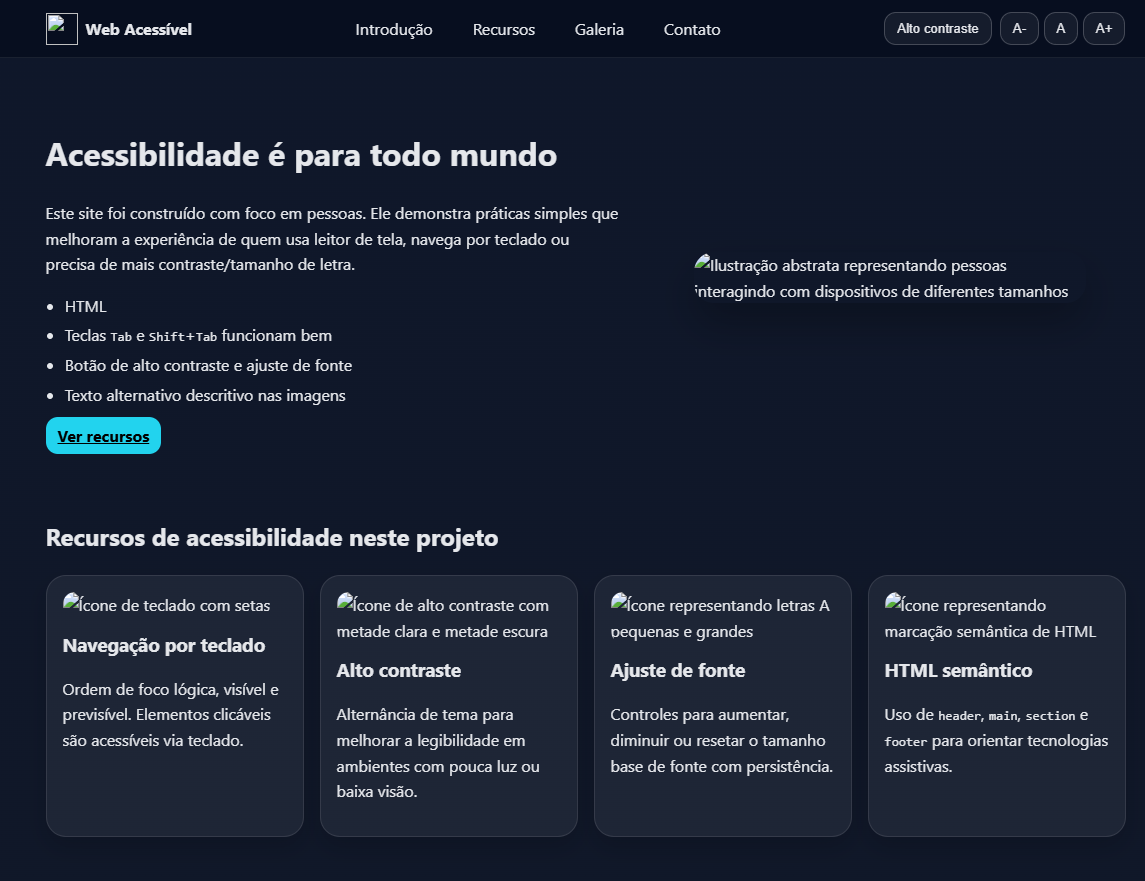 Web Acessível
Introdução
Recursos
Galeria
Contato
Alto contraste
A-
A
A+
Acessibilidade é para todo mundo
Este site foi construído com foco em pessoas. Ele demonstra práticas simples que
melhoram a experiência de quem usa leitor de tela, navega por teclado ou
precisa de mais contraste/tamanho de letra.
Ilustração abstrata representando pessoas
interagindo com dispositivos de diferentes tamanhos
• HTML
• Teclas Tab e Shift+Tab funcionam bem
• Botão de alto contraste e ajuste de fonte
• Texto alternativo descritivo nas imagens
Ver recursos
Recursos de acessibilidade neste projeto
Ícone de teclado com setas
Navegação por teclado
Ordem de foco lógica, visível e
previsível. Elementos clicáveis
são acessíveis via teclado.
Ícone de alto contraste com
metade clara e metade escura
Alto contraste
Alternância de tema para
melhorar a legibilidade em
ambientes com pouca luz ou
baixa visão.
Ícone representando letras A
pequenas e grandes
Ajuste de fonte
Controles para aumentar,
diminuir ou resetar o tamanho
base de fonte com persistência.
Ícone representando
marcação semântica de HTML
HTML semântico
Uso de header, main, section e
footer para orientar tecnologias
assistivas.